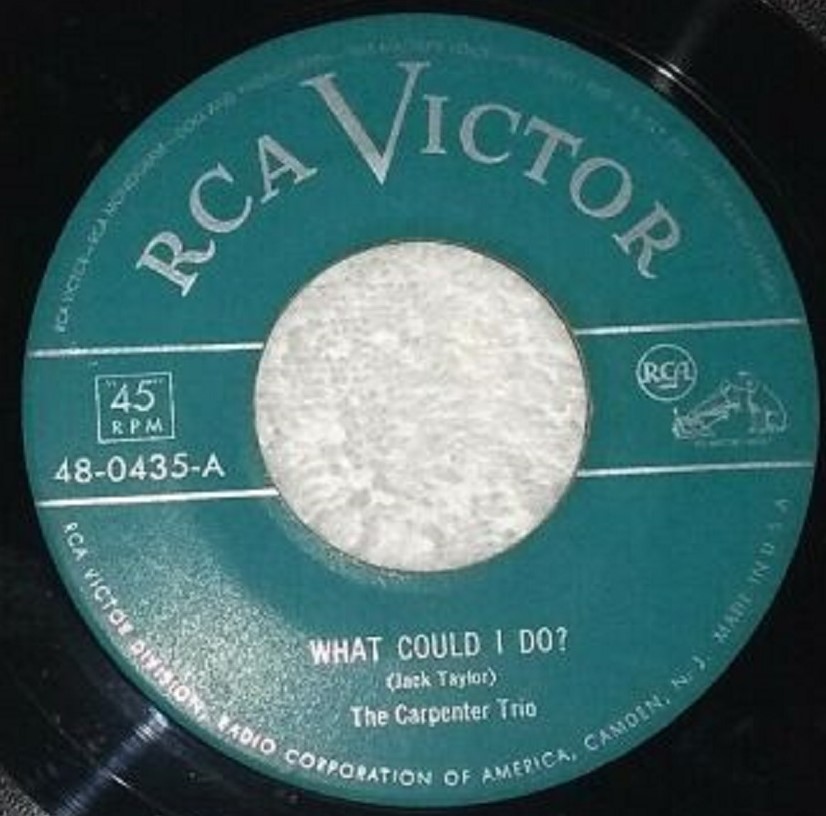 RCA VICTOR
"45"
RPM
48-0435-A
RCA
WHAT COULD I DO?
(Jack Taylor)
The Carpenter Trio
RCA VICTOR DIVISION, RADIO CORPORATION OF AMERICA, CAMDEN, N. J. MADE IN U S A